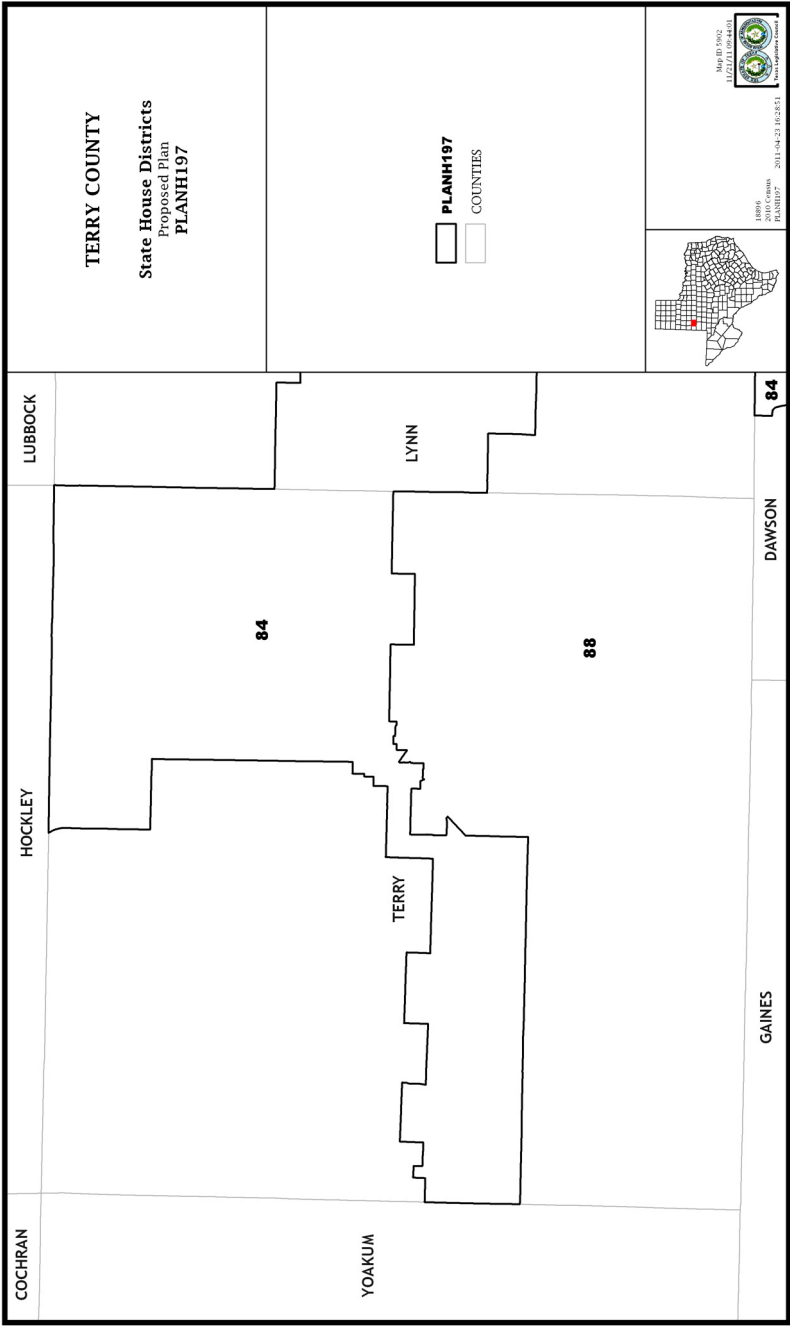 COCHRAN
HOCKLEY
LUBBOCK
YOAKUM
TERRY
84
LYNN
88
GAINES
DAWSON
84
TERRY COUNTY
State House Districts
Proposed Plan
PLANH197
PLANH197
COUNTIES
18896
2010 Census
PLANH197
2011-04-23 16:28:51
Map ID 5902
11/21/11 09:44:01
Texas Legislative Council